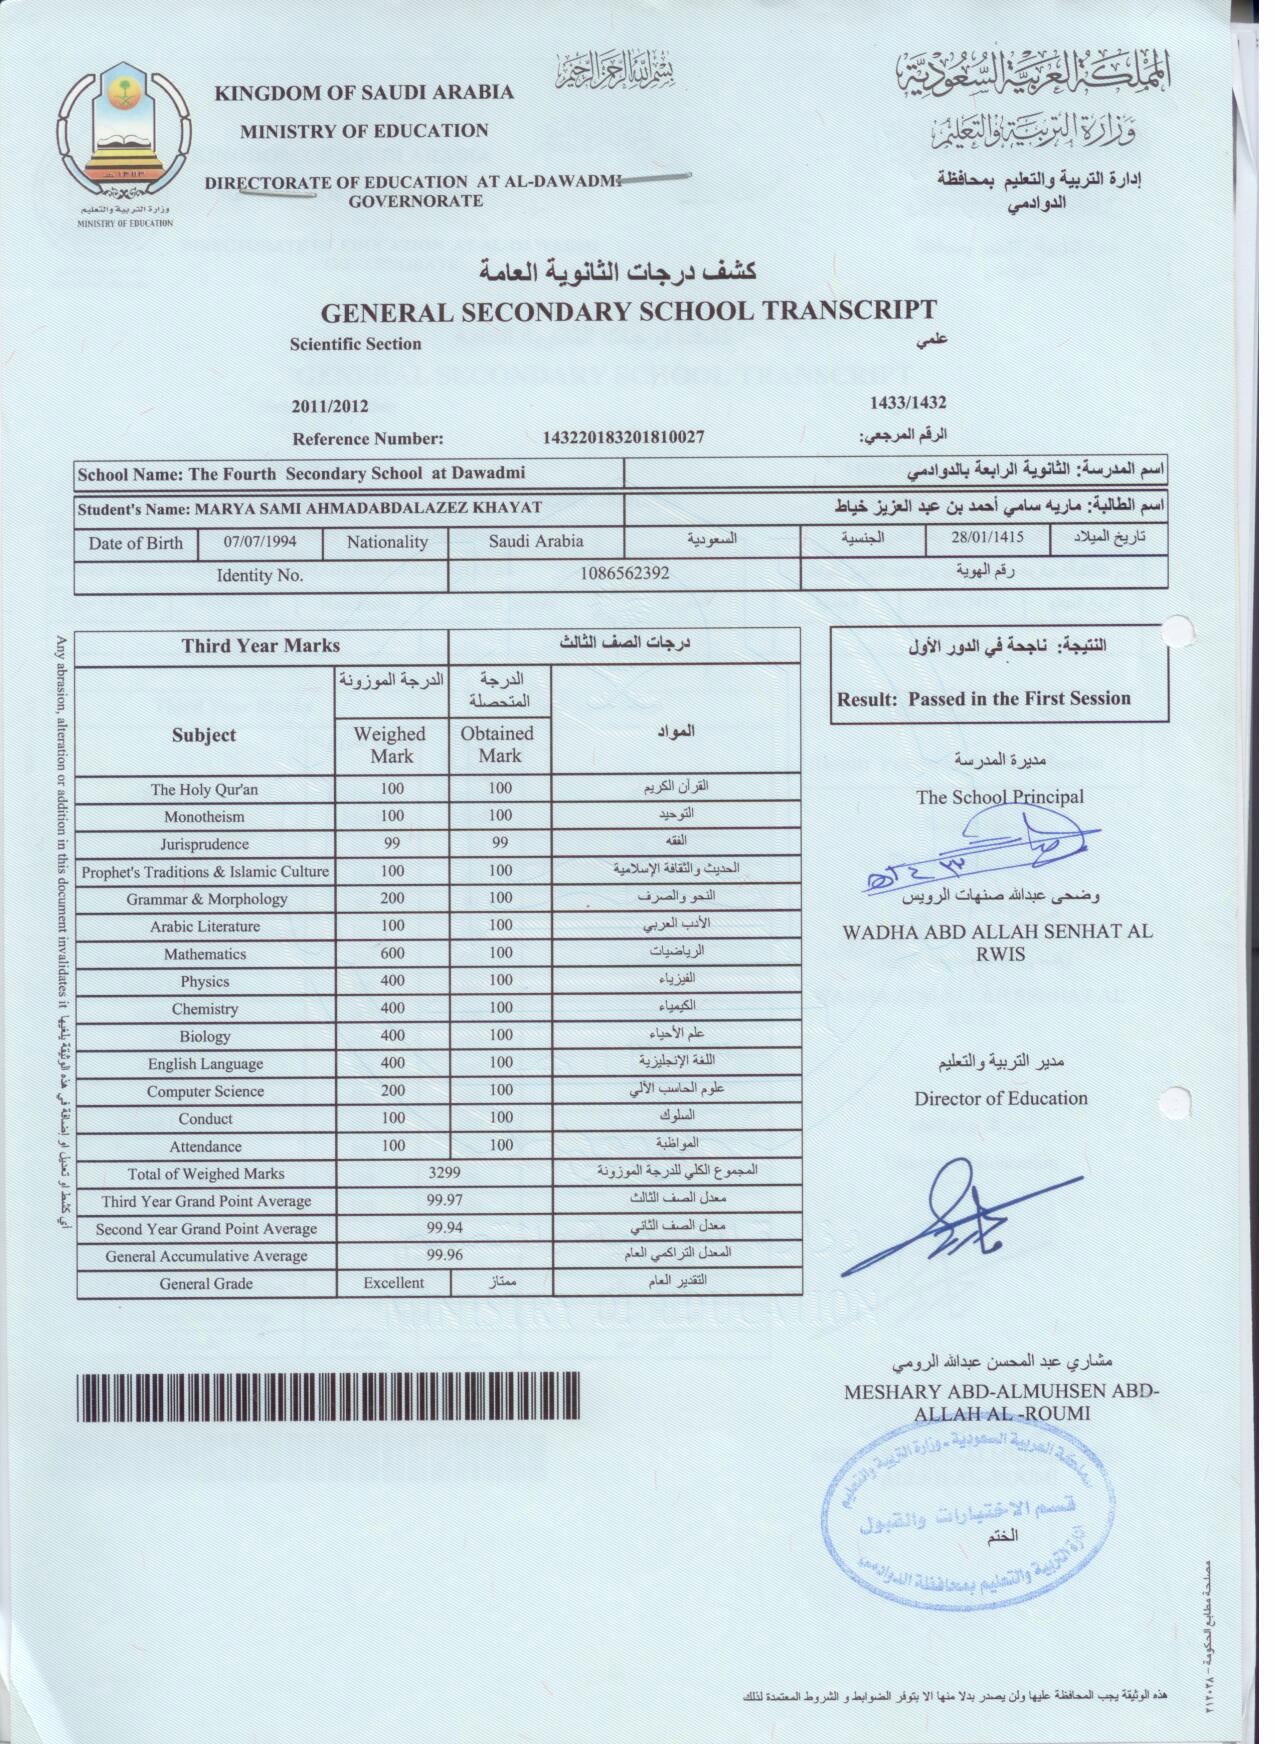 بسم الله الرحمن الرحيم
المملكة العربية السعودية
وزارة التربية والتعليم
إدارة التربية والتعليم بمحافظة
الدوادمي
KINGDOM OF SAUDI ARABIA
MINISTRY OF EDUCATION
DIRECTORATE OF EDUCATION AT AL-DAWADMI
GOVERNORATE
وزارة التربية والتعليم
MINISTRY OF EDUCATION
كشف درجات الثانوية العامة
GENERAL SECONDARY SCHOOL TRANSCRIPT
Scientific Section علمي
2011/2012 1433/1432
Reference Number: 143220183201810027 الرقم المرجعي:
School Name: The Fourth Secondary School at Dawadmi اسم المدرسة: الثانوية الرابعة بالدوادمي
Student's Name: MARYA SAMI AHMADABDALAZEZ KHAYAT اسم الطالبة: ماريه سامي أحمد بن عبد العزيز خياط
Date of Birth 07/07/1994 Nationality Saudi Arabia السعودية الجنسية 28/01/1415 تاريخ الميلاد
Identity No. 1086562392 رقم الهوية
Third Year Marks درجات الصف الثالث
Subject الدرجة الموزونة الدرجة المتحصلة المواد
Weighed Mark Obtained Mark
The Holy Qur'an 100 100 القرآن الكريم
Monotheism 100 100 التوحيد
Jurisprudence 99 99 الفقه
Prophet's Traditions & Islamic Culture 100 100 الحديث والثقافة الإسلامية
Grammar & Morphology 200 100 النحو والصرف
Arabic Literature 100 100 الأدب العربي
Mathematics 600 100 الرياضيات
Physics 400 100 الفيزياء
Chemistry 400 100 الكيمياء
Biology 400 100 علم الأحياء
English Language 400 100 اللغة الإنجليزية
Computer Science 200 100 علوم الحاسب الآلي
Conduct 100 100 السلوك
Attendance 100 100 المواظبة
Total of Weighed Marks 3299 المجموع الكلي للدرجة الموزونة
Third Year Grand Point Average 99.97 معدل الصف الثالث
Second Year Grand Point Average 99.94 معدل الصف الثاني
General Accumulative Average 99.96 المعدل التراكمي العام
General Grade Excellent ممتاز التقدير العام
النتيجة: ناجحة في الدور الأول
Result: Passed in the First Session
مديرة المدرسة
The School Principal
وضحى عبدالله صنهات الرويس
WADHA ABD ALLAH SENHAT AL
RWIS
مدير التربية والتعليم
Director of Education
مشاري عبد المحسن عبدالله الرومي
MESHARY ABD-ALMUHSEN ABD-
ALLAH AL -ROUMI
المملكة العربية السعودية - وزارة التربية والتعليم
قسم الاختبارات والقبول
الختم
إدارة التربية والتعليم بمحافظة الدوادمي
Any abrasion, alteration or addition in this document invalidates it أي كشط او تعديل او إضافة في هذه الوثيقة يلغيها
MINISTRY OF EDUCATION
هذه الوثيقة يجب المحافظة عليها ولن يصدر بدلا منها الا بتوفر الضوابط و الشروط المعتمدة لذلك
مصلحة مطابع الحكومة - ٢١٢٠٣٨